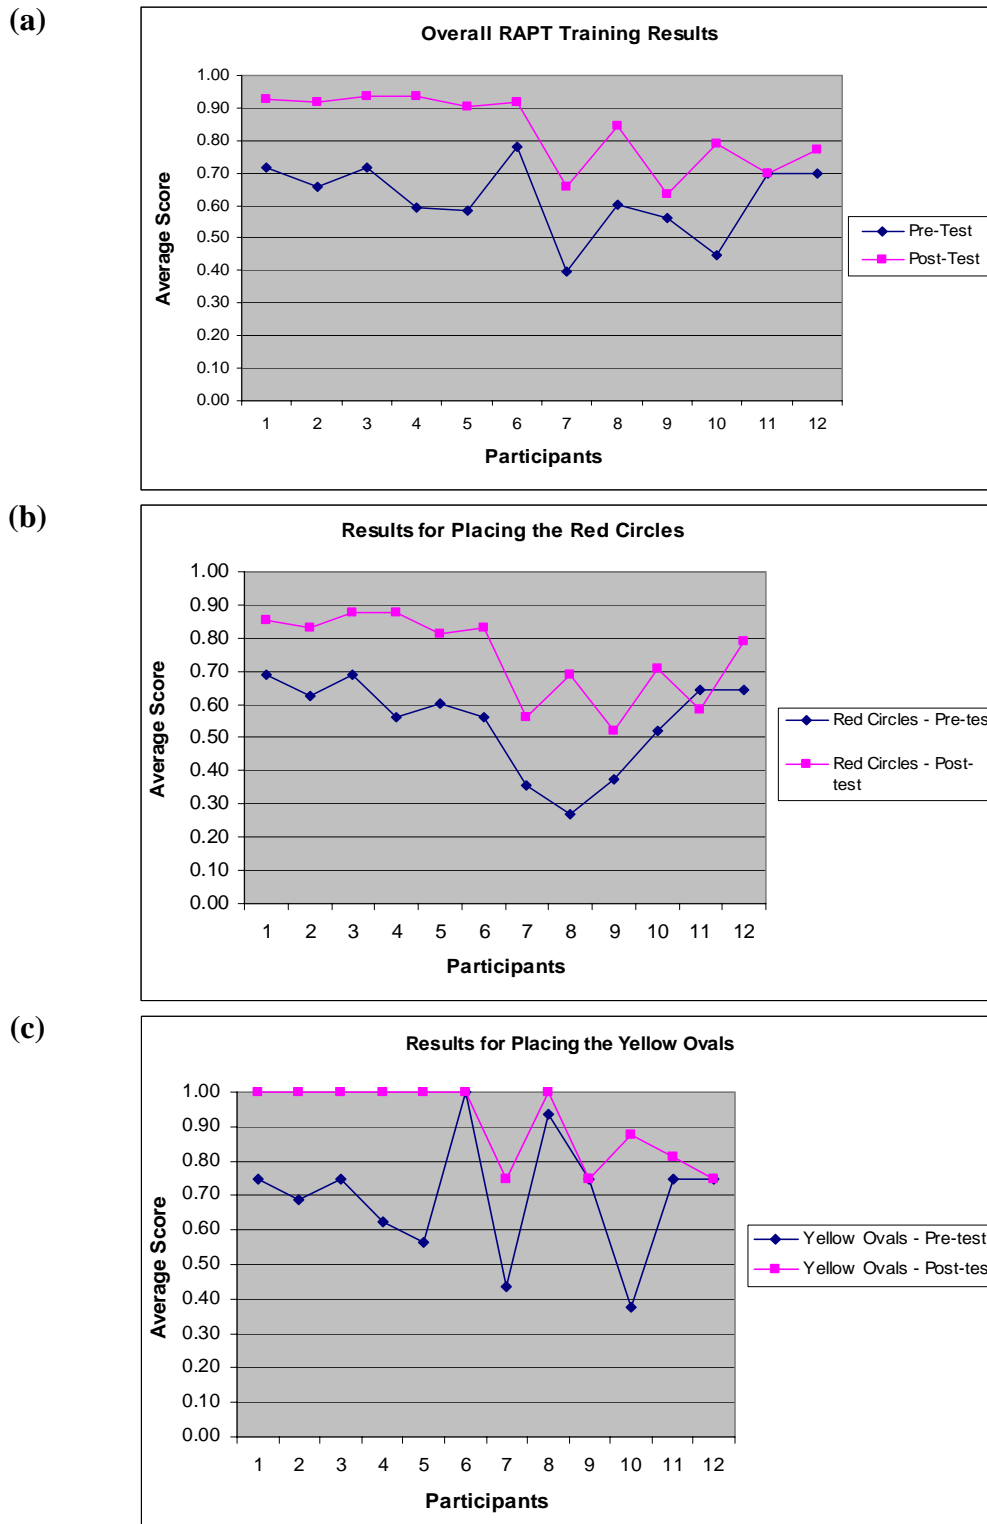 (a)
Overall RAPT Training Results
1.00
0.90
0.80
0.70
0.60
0.50
0.40
0.30
0.20
0.10
0.00
Average Score
1 2 3 4 5 6 7 8 9 10 11 12
Participants
Pre-Test
Post-Test
(b)
Results for Placing the Red Circles
1.00
0.90
0.80
0.70
0.60
0.50
0.40
0.30
0.20
0.10
0.00
Average Score
1 2 3 4 5 6 7 8 9 10 11 12
Participants
Red Circles - Pre-tes
Red Circles - Post-
test
(c)
Results for Placing the Yellow Ovals
1.00
0.90
0.80
0.70
0.60
0.50
0.40
0.30
0.20
0.10
0.00
Average Score
1 2 3 4 5 6 7 8 9 10 11 12
Participants
Yellow Ovals - Pre-test
Yellow Ovals - Post-tes